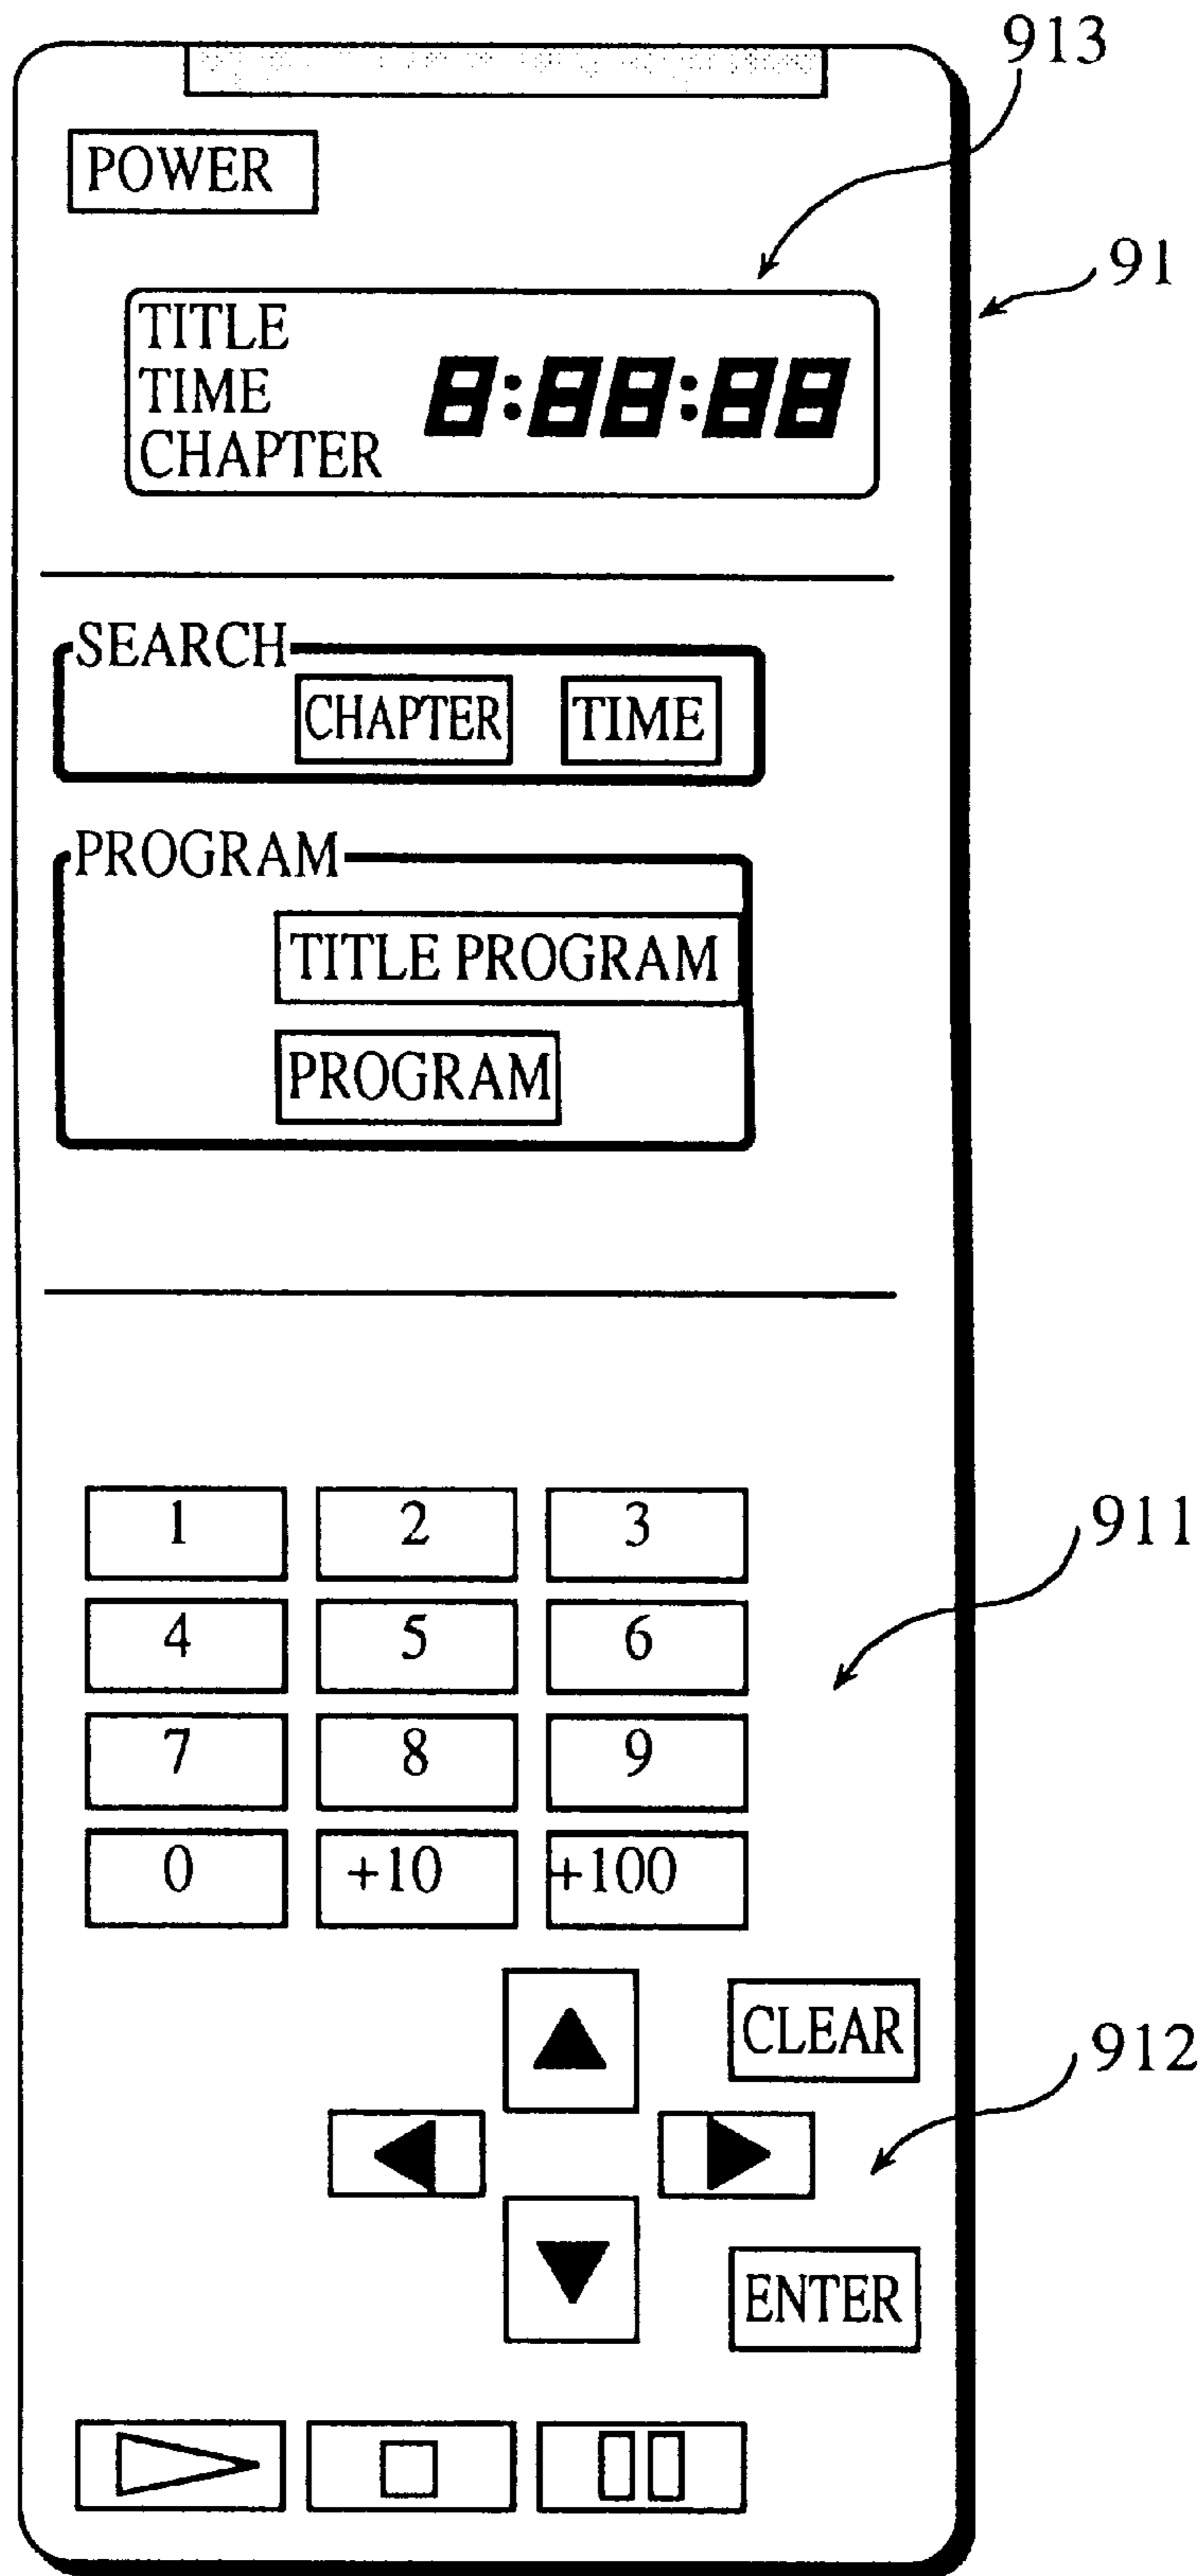 913
POWER
91
TITLE
TIME
CHAPTER
8:88:88
SEARCH
CHAPTER TIME
PROGRAM
TITLE PROGRAM
PROGRAM
1 2 3
911
4 5 6
7 8 9
0 +10 +100
CLEAR
912
ENTER